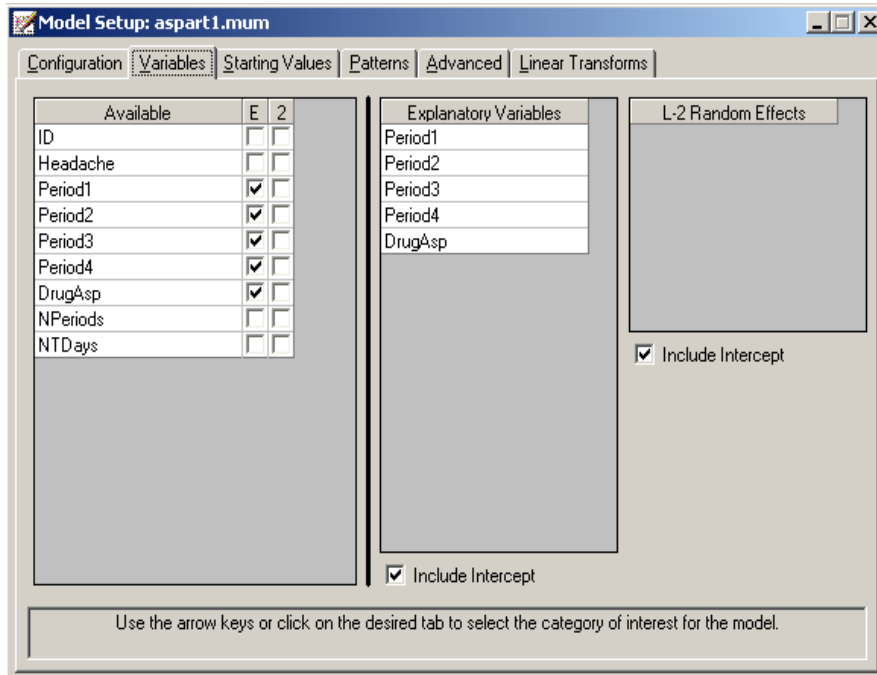 Model Setup: aspart1.mum
Configuration Variables Starting Values Patterns Advanced Linear Transforms
Available E 2
ID
Headache
Period1
Period2
Period3
Period4
DrugAsp
NPeriods
NTDays
Explanatory Variables
Period1
Period2
Period3
Period4
DrugAsp
Include Intercept
L-2 Random Effects
Include Intercept
Use the arrow keys or click on the desired tab to select the category of interest for the model.